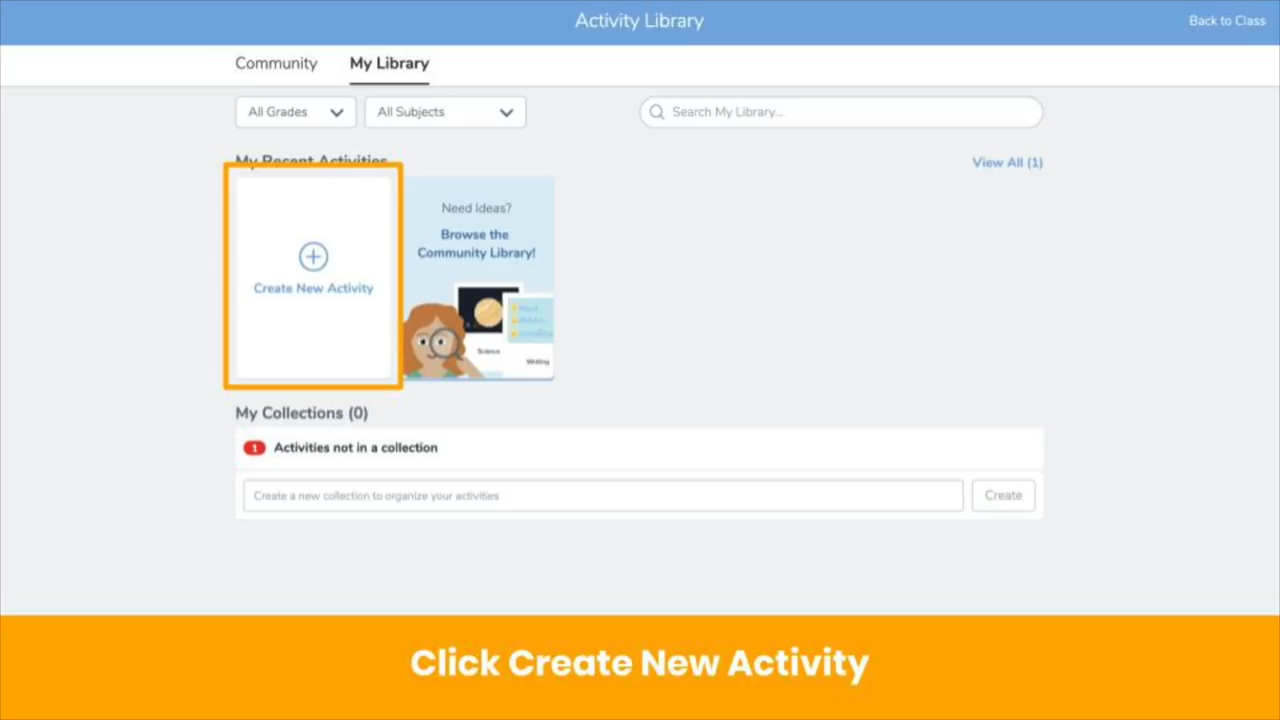 Activity Library
Back to Class
Community
My Library
All Grades
All Subjects
Search My Library...
My Recent Activities
View All (1)
Create New Activity
Need Ideas?
Browse the
Community Library!
Science
Writing
My Collections (0)
1 Activities not in a collection
Create a new collection to organize your activities
Create
Click Create New Activity